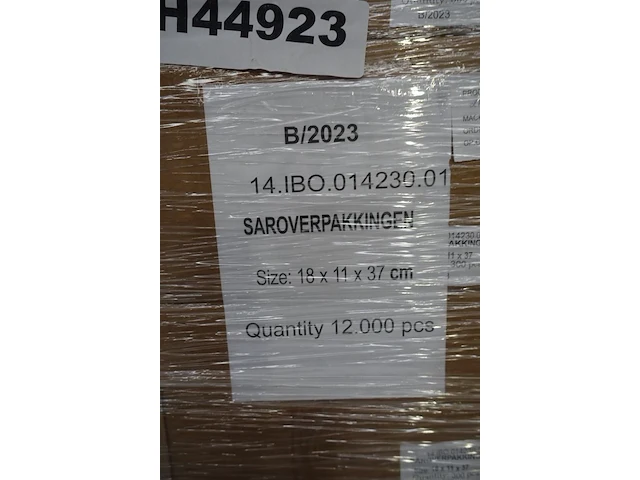 H44923
B/2023
B/2023
14.IBO.014230.01
SAROVERPAKKINGEN
Size: 18 x 11 x 37 cm
Quantity 12.000 pcs